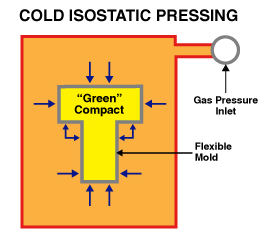 COLD ISOSTATIC PRESSING
“Green”
Compact
Gas Pressure
Inlet
Flexible
Mold